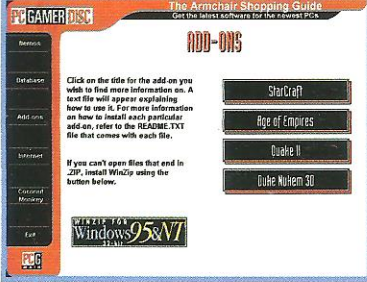 PC GAMER DISC
The Armchair Shopping Guide
Get the latest software for the newest PCs
ADD-ONS
Demos
Database
Add-ons
Internet
Coconut
Monkey
Exit
Click on the title for the add-on you
wish to find more information on. A
text file will appear explaining
how to use it. For more information
on how to install each particular
add-on, refer to the README.TXT
file that comes with each file.
If you can't open files that end in
.ZIP, install WinZip using the
button below.
WINZIP FOR
Windows 95&NT
32-bit
StarCraft
Age of Empires
Quake II
Duke Nukem 3D
PCG